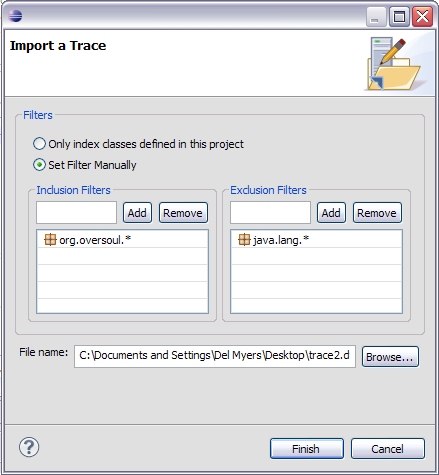 Import a Trace
Filters
Only index classes defined in this project
Set Filter Manually
Inclusion Filters
Exclusion Filters
Add Remove
Add Remove
org.oversoul.*
java.lang.*
File name: C:\Documents and Settings\Del Myers\Desktop\trace2.d Browse...
? Finish Cancel